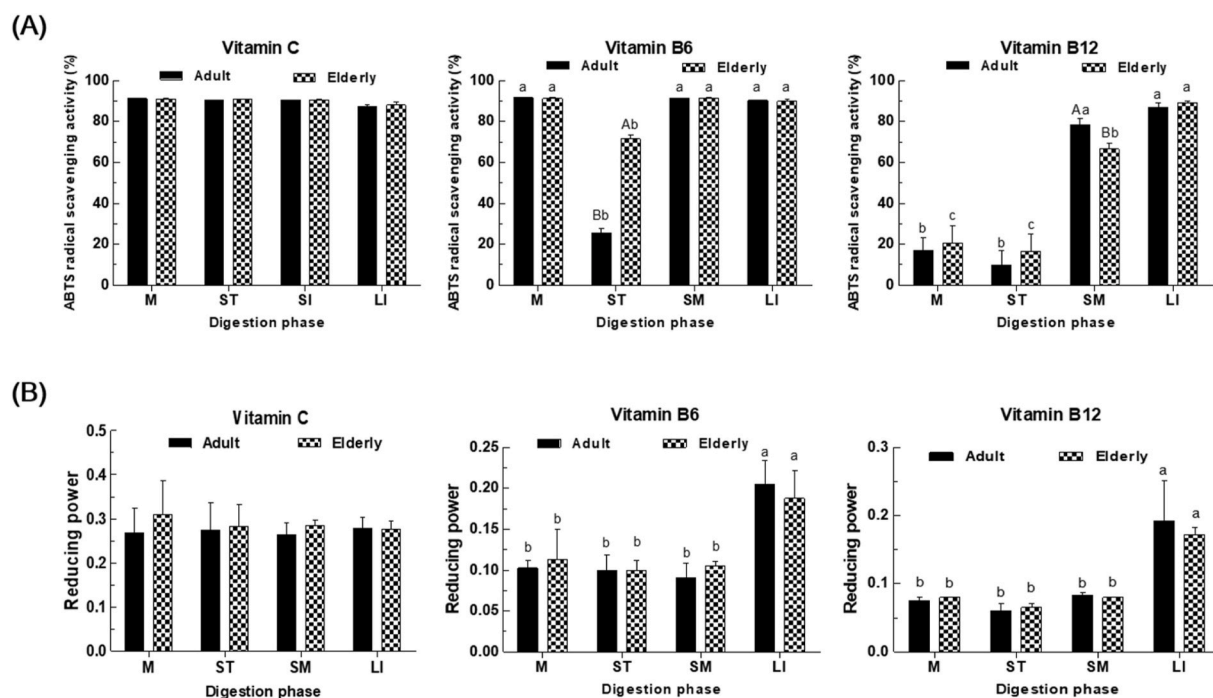 (A)
Vitamin C
Adult Elderly
ABTS radical scavenging activity (%)
100
80
60
40
20
0
M ST SI LI
Digestion phase
Vitamin B6
Adult Elderly
ABTS radical scavenging activity (%)
100
80
60
40
20
0
a a Bb Ab a a a a
M ST SM LI
Digestion phase
Vitamin B12
Adult Elderly
ABTS radical scavenging activity (%)
100
80
60
40
20
0
b c b c Aa Bb a a
M ST SM LI
Digestion phase
(B)
Vitamin C
Adult Elderly
Reducing power
0.5
0.4
0.3
0.2
0.1
0.0
M ST SM LI
Digestion phase
Vitamin B6
Adult Elderly
Reducing power
0.25
0.20
0.15
0.10
0.05
0.00
b b b b b b a a
M ST SM LI
Digestion phase
Vitamin B12
Adult Elderly
Reducing power
0.3
0.2
0.1
0.0
b b b b b b a a
M ST SM LI
Digestion phase